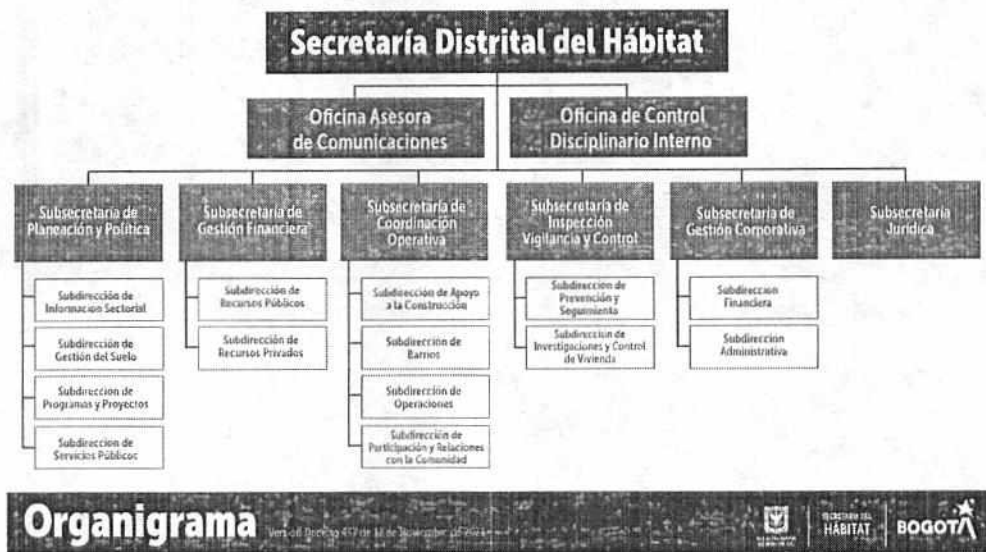 Secretaría Distrital del Hábitat
Oficina Asesora
de Comunicaciones
Oficina de Control
Disciplinario Interno
Subsecretaría de
Planeación y Política
Subsecretaría de
Gestión Financiera
Subsecretaría de
Coordinación
Operativa
Subsecretaría de
Inspección
Vigilancia y Control
Subsecretaría de
Gestión Corporativa
Subsecretaría
Jurídica
Subdirección de
Información Sectorial
Subdirección de
Gestión del Suelo
Subdirección de
Programas y Proyectos
Subdirección de
Servicios Públicos
Subdirección de
Recursos Públicos
Subdirección de
Recursos Privados
Subdirección de Apoyo
a la Construcción
Subdirección de
Barrios
Subdirección de
Operaciones
Subdirección de
Participación y Relaciones
con la Comunidad
Subdirección de
Prevención y
Seguimiento
Subdirección de
Investigaciones y Control
de Vivienda
Subdirección
Financiera
Subdirección
Administrativa
Organigrama
SECRETARÍA DEL
HÁBITAT
BOGOTÁ